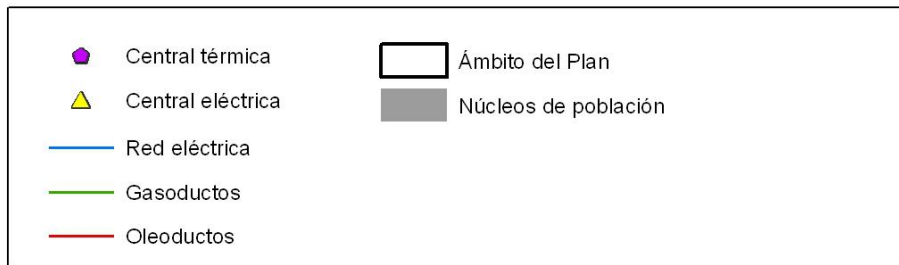 Central térmica
Central eléctrica
Red eléctrica
Gasoductos
Oleoductos
Ámbito del Plan
Núcleos de población